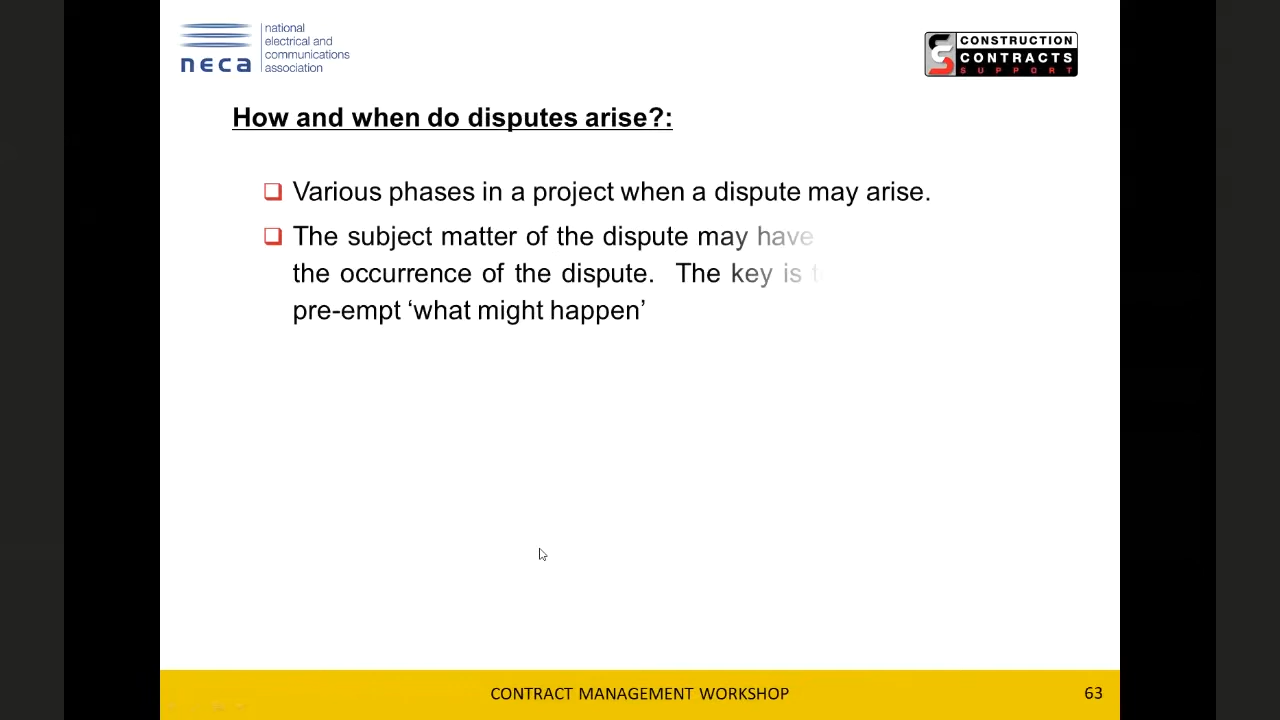 national
electrical and
communications
association
neca
CONSTRUCTION
CONTRACTS
SUPPORT
How and when do disputes arise?:
❑ Various phases in a project when a dispute may arise.
❑ The subject matter of the dispute may have
the occurrence of the dispute. The key is
pre-empt ‘what might happen’
CONTRACT MANAGEMENT WORKSHOP
63